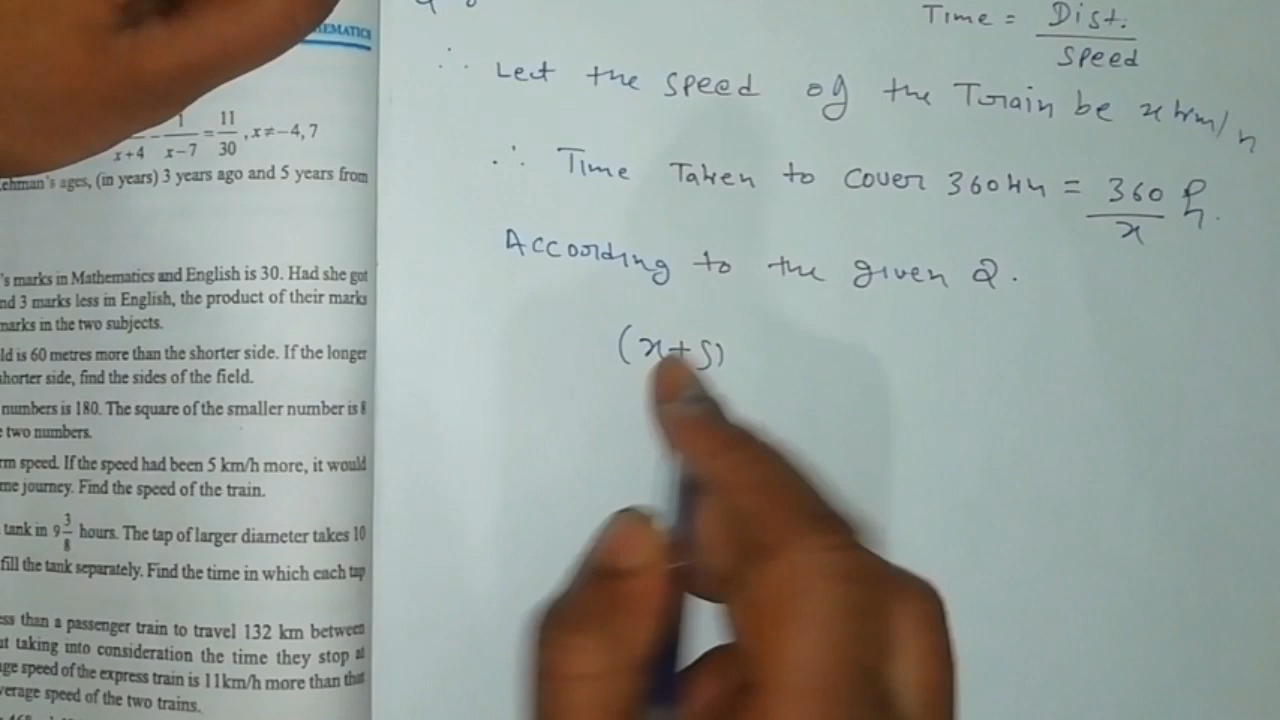 EMATICS
x+4 x−7 = 11/30 , x≠−4, 7
ehman's ages, (in years) 3 years ago and 5 years from
's marks in Mathematics and English is 30. Had she got
nd 3 marks less in English, the product of their marks
marks in the two subjects.
ld is 60 metres more than the shorter side. If the longer
shorter side, find the sides of the field.
numbers is 180. The square of the smaller number is 8
two numbers.
rm speed. If the speed had been 5 km/h more, it would
me journey. Find the speed of the train.
tank in 9 3/8 hours. The tap of larger diameter takes 10
fill the tank separately. Find the time in which each tap
ess than a passenger train to travel 132 km between
ut taking into consideration the time they stop at
age speed of the express train is 11km/h more than that
verage speed of the two trains.
Time = Dist. / Speed
∴ Let the speed of the Train be x km/h
∴ Time Taken to cover 360km = 360/x h.
According to the given Q.
(x+5)